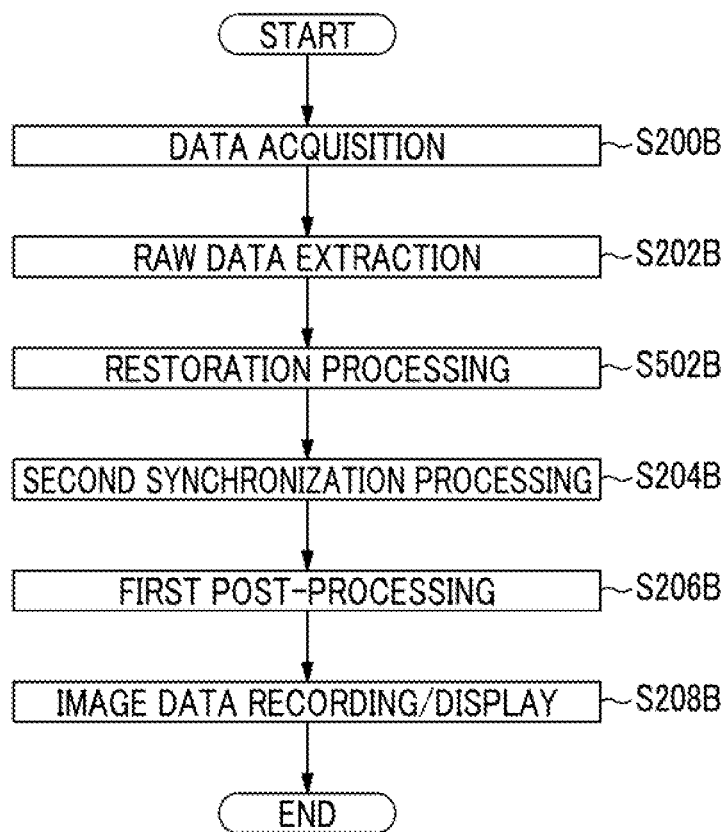 START
DATA ACQUISITION S200B
RAW DATA EXTRACTION S202B
RESTORATION PROCESSING S502B
SECOND SYNCHRONIZATION PROCESSING S204B
FIRST POST-PROCESSING S206B
IMAGE DATA RECORDING/DISPLAY S208B
END